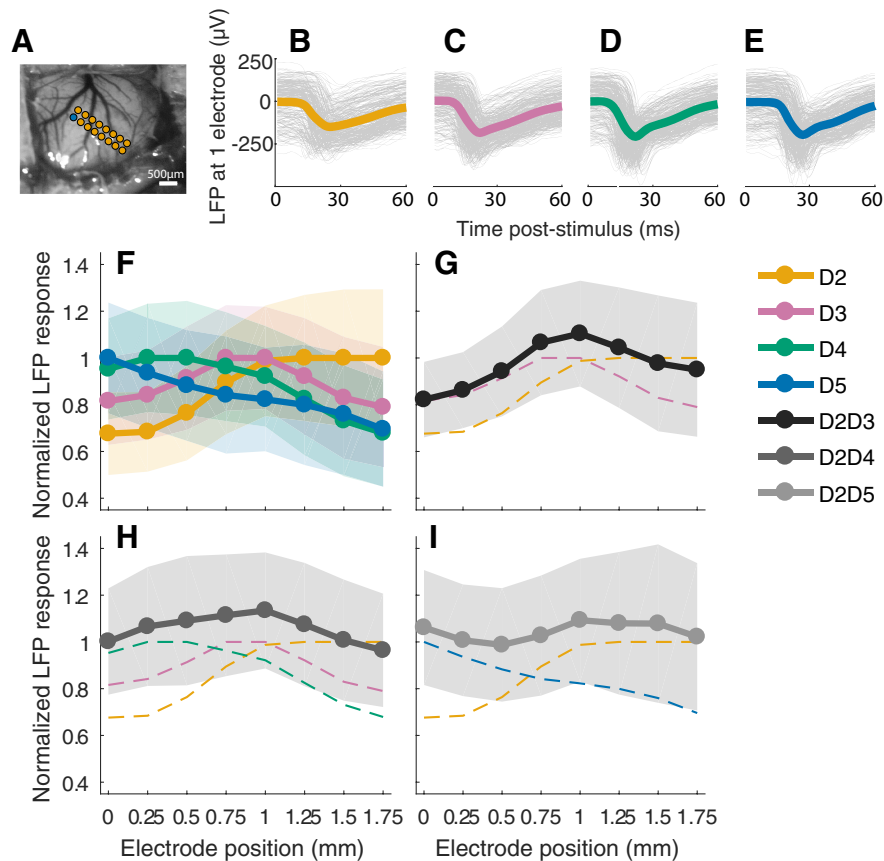 A
B
C
D
E
500μm
LFP at 1 electrode (μV)
250
0
-250
0 30 60
0 30 60
0 30 60
0 30 60
Time post-stimulus (ms)
F
G
Normalized LFP response
1.4
1.2
1
0.8
0.6
0.4
D2
D3
D4
D5
D2D3
D2D4
D2D5
H
I
Normalized LFP response
1.4
1.2
1
0.8
0.6
0.4
0 0.25 0.5 0.75 1 1.25 1.5 1.75
0 0.25 0.5 0.75 1 1.25 1.5 1.75
Electrode position (mm)
Electrode position (mm)